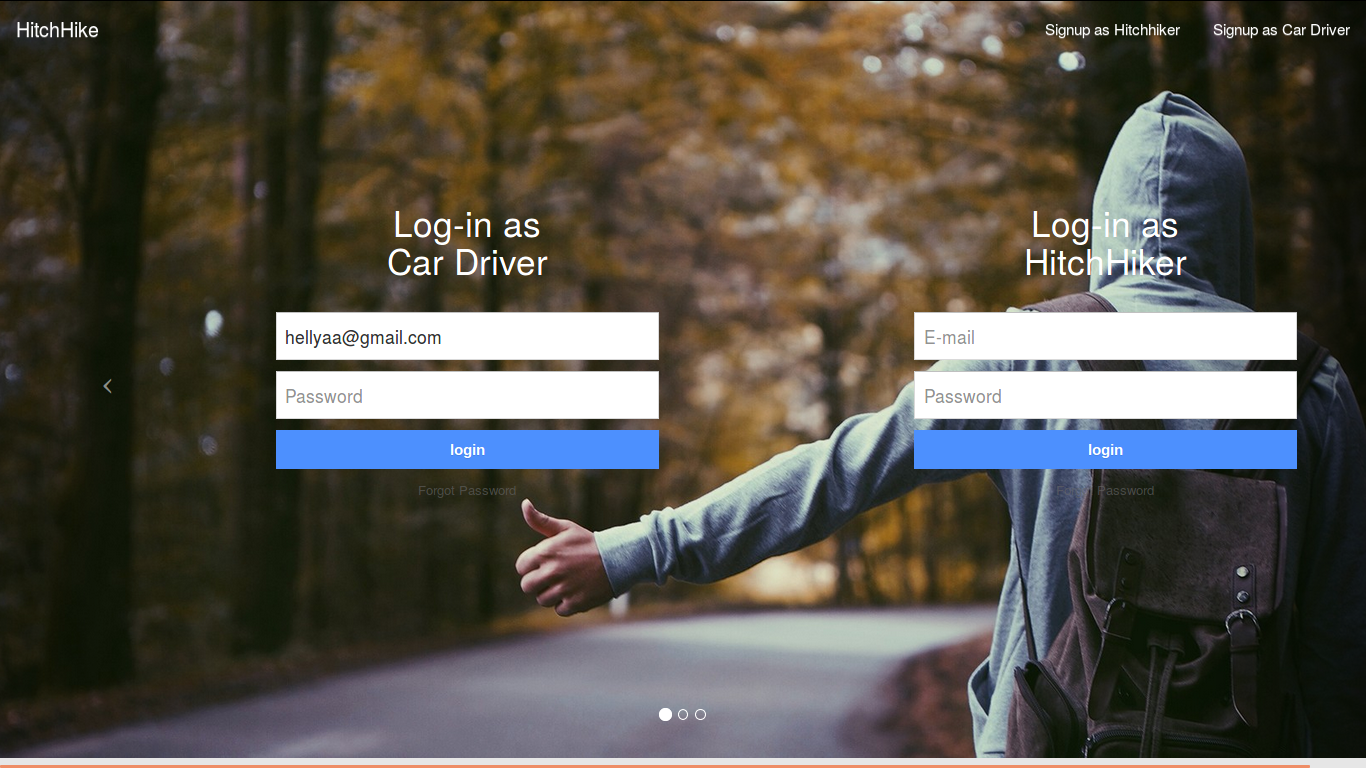 HitchHike
Signup as Hitchhiker
Signup as Car Driver
Log-in as
Car Driver
hellyaa@gmail.com
Password
login
Forgot Password
Log-in as
HitchHiker
E-mail
Password
login
Forgot Password